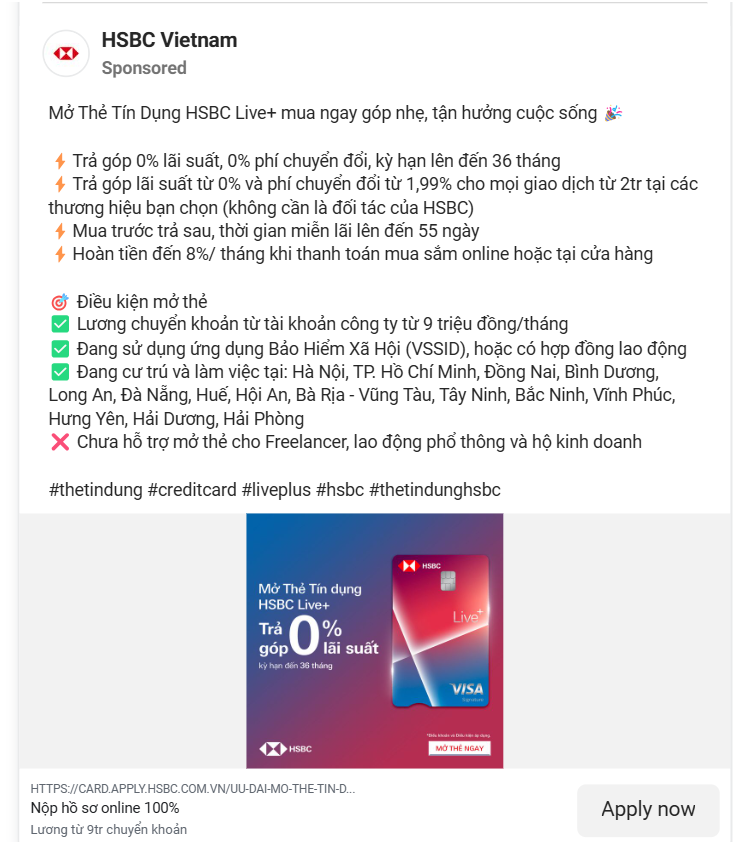 HSBC Vietnam
Sponsored
Mở Thẻ Tín Dụng HSBC Live+ mua ngay góp nhẹ, tận hưởng cuộc sống 🎉
⚡ Trả góp 0% lãi suất, 0% phí chuyển đổi, kỳ hạn lên đến 36 tháng
⚡ Trả góp lãi suất từ 0% và phí chuyển đổi từ 1,99% cho mọi giao dịch từ 2tr tại các
thương hiệu bạn chọn (không cần là đối tác của HSBC)
⚡ Mua trước trả sau, thời gian miễn lãi lên đến 55 ngày
⚡ Hoàn tiền đến 8%/ tháng khi thanh toán mua sắm online hoặc tại cửa hàng
🎯 Điều kiện mở thẻ
✅ Lương chuyển khoản từ tài khoản công ty từ 9 triệu đồng/tháng
✅ Đang sử dụng ứng dụng Bảo Hiểm Xã Hội (VSSID), hoặc có hợp đồng lao động
✅ Đang cư trú và làm việc tại: Hà Nội, TP. Hồ Chí Minh, Đồng Nai, Bình Dương,
Long An, Đà Nẵng, Huế, Hội An, Bà Rịa - Vũng Tàu, Tây Ninh, Bắc Ninh, Vĩnh Phúc,
Hưng Yên, Hải Dương, Hải Phòng
❌ Chưa hỗ trợ mở thẻ cho Freelancer, lao động phổ thông và hộ kinh doanh
#thetindung #creditcard #liveplus #hsbc #thetindunghsbc
Mở Thẻ Tín dụng
HSBC Live+
Trả góp 0% lãi suất
kỳ hạn đến 36 tháng
HSBC
Live+
VISA
Signature
HSBC
*Điều khoản và Điều kiện áp dụng.
MỞ THẺ NGAY
HTTPS://CARD.APPLY.HSBC.COM.VN/UU-DAI-MO-THE-TIN-D...
Nộp hồ sơ online 100%
Lương từ 9tr chuyển khoản
Apply now